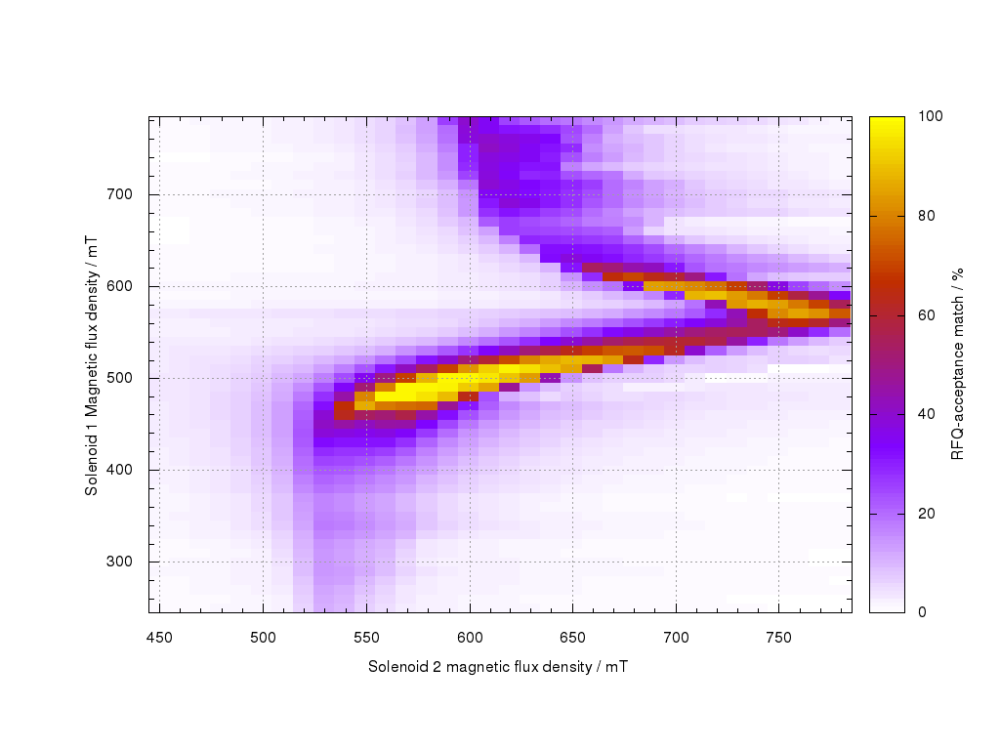 Solenoid 1 Magnetic flux density / mT
700
600
500
400
300
450 500 550 600 650 700 750
Solenoid 2 magnetic flux density / mT
100
80
60
40
20
0
RFQ-acceptance match / %